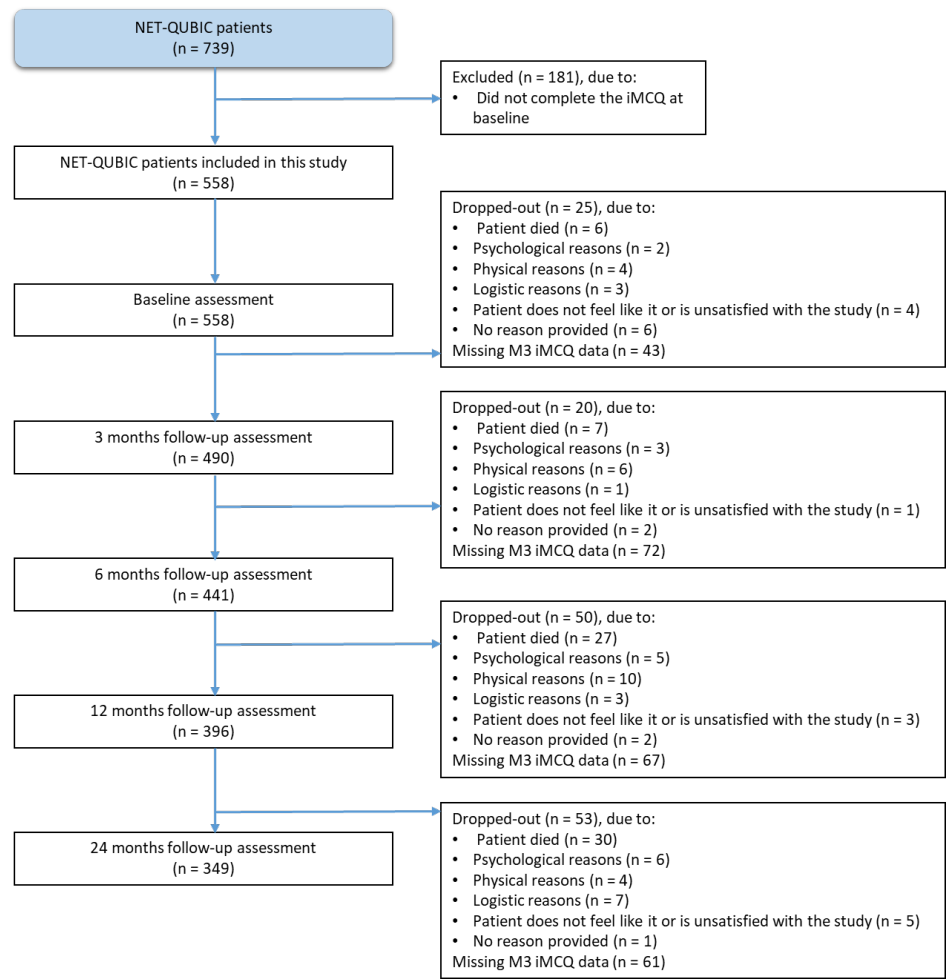 NET-QUBIC patients
(n = 739)
Excluded (n = 181), due to:
• Did not complete the iMCQ at
baseline
NET-QUBIC patients included in this study
(n = 558)
Dropped-out (n = 25), due to:
• Patient died (n = 6)
• Psychological reasons (n = 2)
• Physical reasons (n = 4)
• Logistic reasons (n = 3)
• Patient does not feel like it or is unsatisfied with the study (n = 4)
• No reason provided (n = 6)
Missing M3 iMCQ data (n = 43)
Baseline assessment
(n = 558)
Dropped-out (n = 20), due to:
• Patient died (n = 7)
• Psychological reasons (n = 3)
• Physical reasons (n = 6)
• Logistic reasons (n = 1)
• Patient does not feel like it or is unsatisfied with the study (n = 1)
• No reason provided (n = 2)
Missing M3 iMCQ data (n = 72)
3 months follow-up assessment
(n = 490)
6 months follow-up assessment
(n = 441)
Dropped-out (n = 50), due to:
• Patient died (n = 27)
• Psychological reasons (n = 5)
• Physical reasons (n = 10)
• Logistic reasons (n = 3)
• Patient does not feel like it or is unsatisfied with the study (n = 3)
• No reason provided (n = 2)
Missing M3 iMCQ data (n = 67)
12 months follow-up assessment
(n = 396)
Dropped-out (n = 53), due to:
• Patient died (n = 30)
• Psychological reasons (n = 6)
• Physical reasons (n = 4)
• Logistic reasons (n = 7)
• Patient does not feel like it or is unsatisfied with the study (n = 5)
• No reason provided (n = 1)
Missing M3 iMCQ data (n = 61)
24 months follow-up assessment
(n = 349)